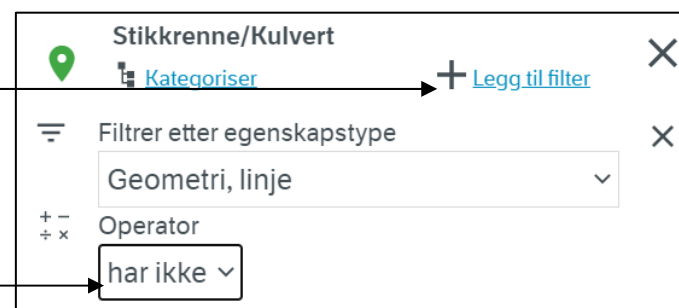 Stikkrenne/Kulvert
Kategoriser Legg til filter
Filtrer etter egenskapstype
Geometri, linje
Operator
har ikke